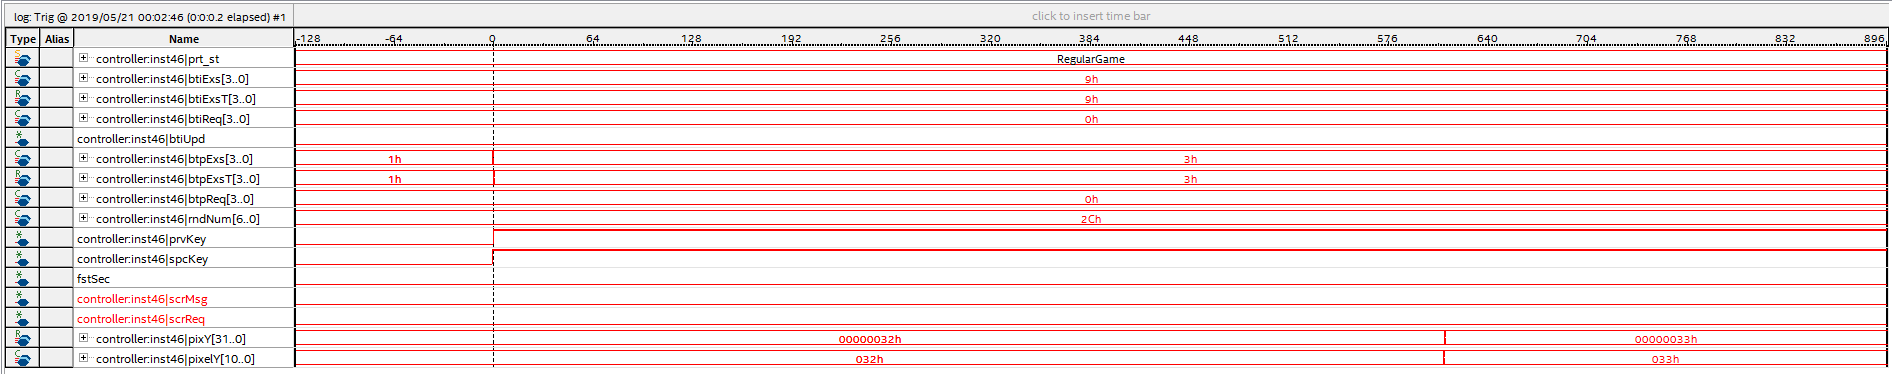 log: Trig @ 2019/05/21 00:02:46 (0:0:0.2 elapsed) #1 click to insert time bar
Type Alias Name -128 -64 0 64 128 192 256 320 384 448 512 576 640 704 768 832 896
controller:inst46|prt_st RegularGame
controller:inst46|btiExs[3..0] 9h
controller:inst46|btiExsT[3..0] 9h
controller:inst46|btiReq[3..0] 0h
controller:inst46|btiUpd
controller:inst46|btpExs[3..0] 1h 3h
controller:inst46|btpExsT[3..0] 1h 3h
controller:inst46|btpReq[3..0] 0h
controller:inst46|rndNum[6..0] 2Ch
controller:inst46|prvKey
controller:inst46|spcKey
fstSec
controller:inst46|scrMsg
controller:inst46|scrReq
controller:inst46|pixY[31..0] 00000032h 00000033h
controller:inst46|pixelY[10..0] 032h 033h